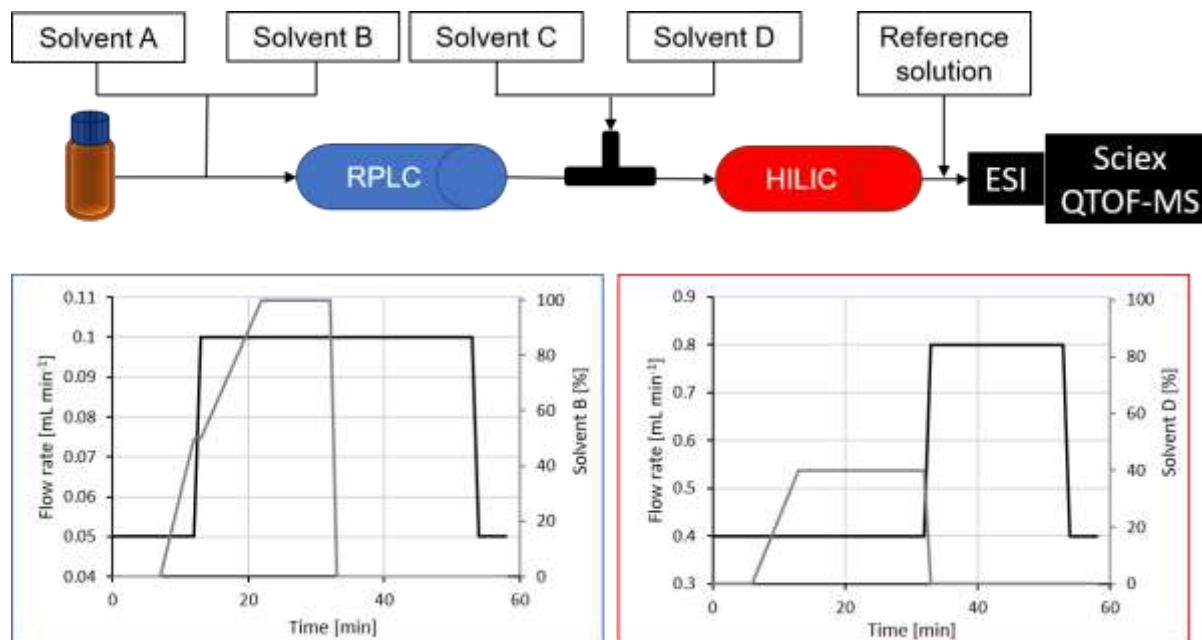 Solvent A
Solvent B
Solvent C
Solvent D
Reference
solution
RPLC
HILIC
ESI
Sciex
QTOF-MS
0.11
0.1
0.09
0.08
0.07
0.06
0.05
0.04
Flow rate [mL min-1]
100
80
60
40
20
0
Solvent B [%]
0
20
40
60
Time [min]
0.9
0.8
0.7
0.6
0.5
0.4
0.3
Flow rate [mL min-1]
100
80
60
40
20
0
Solvent D [%]
0
20
40
60
Time [min]